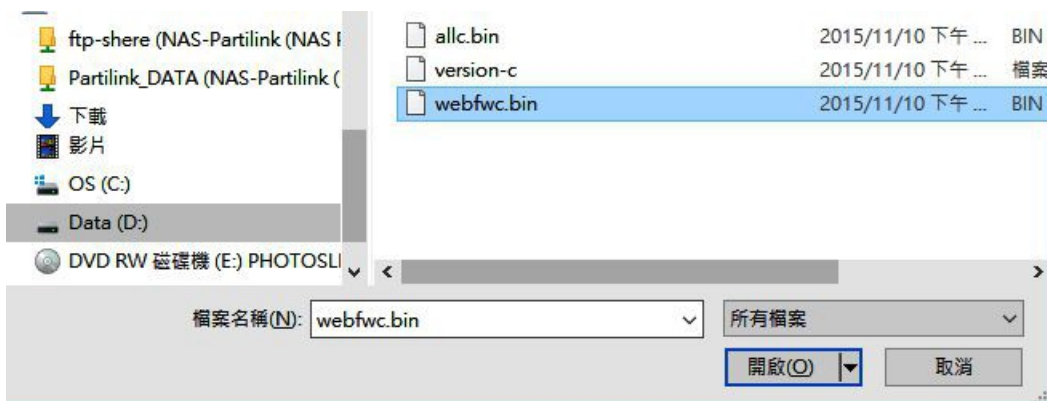 ftp-shere (NAS-Partilink (NAS
Partilink_DATA (NAS-Partilink (
下載
影片
OS (C:)
Data (D:)
DVD RW 磁碟機 (E:) PHOTOSL
allc.bin 2015/11/10 下午 ... BIN
version-c 2015/11/10 下午 ... 檔案
webfwc.bin 2015/11/10 下午 ... BIN
檔案名稱(N): webfwc.bin 所有檔案
開啟(O) 取消